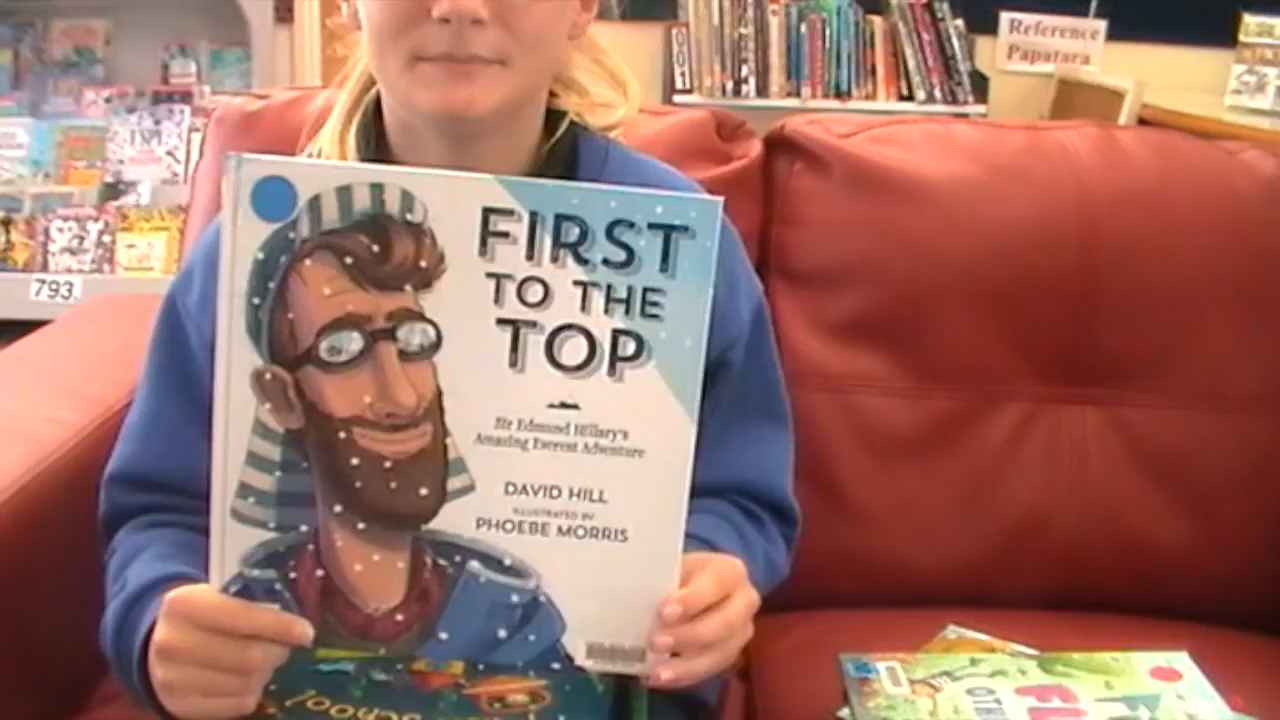 Reference
Papatara
793.
FIRST
TO THE
TOP
Sir Edmund Hillary's
Amazing Everest Adventure
DAVID HILL
ILLUSTRATED BY
PHOEBE MORRIS
School